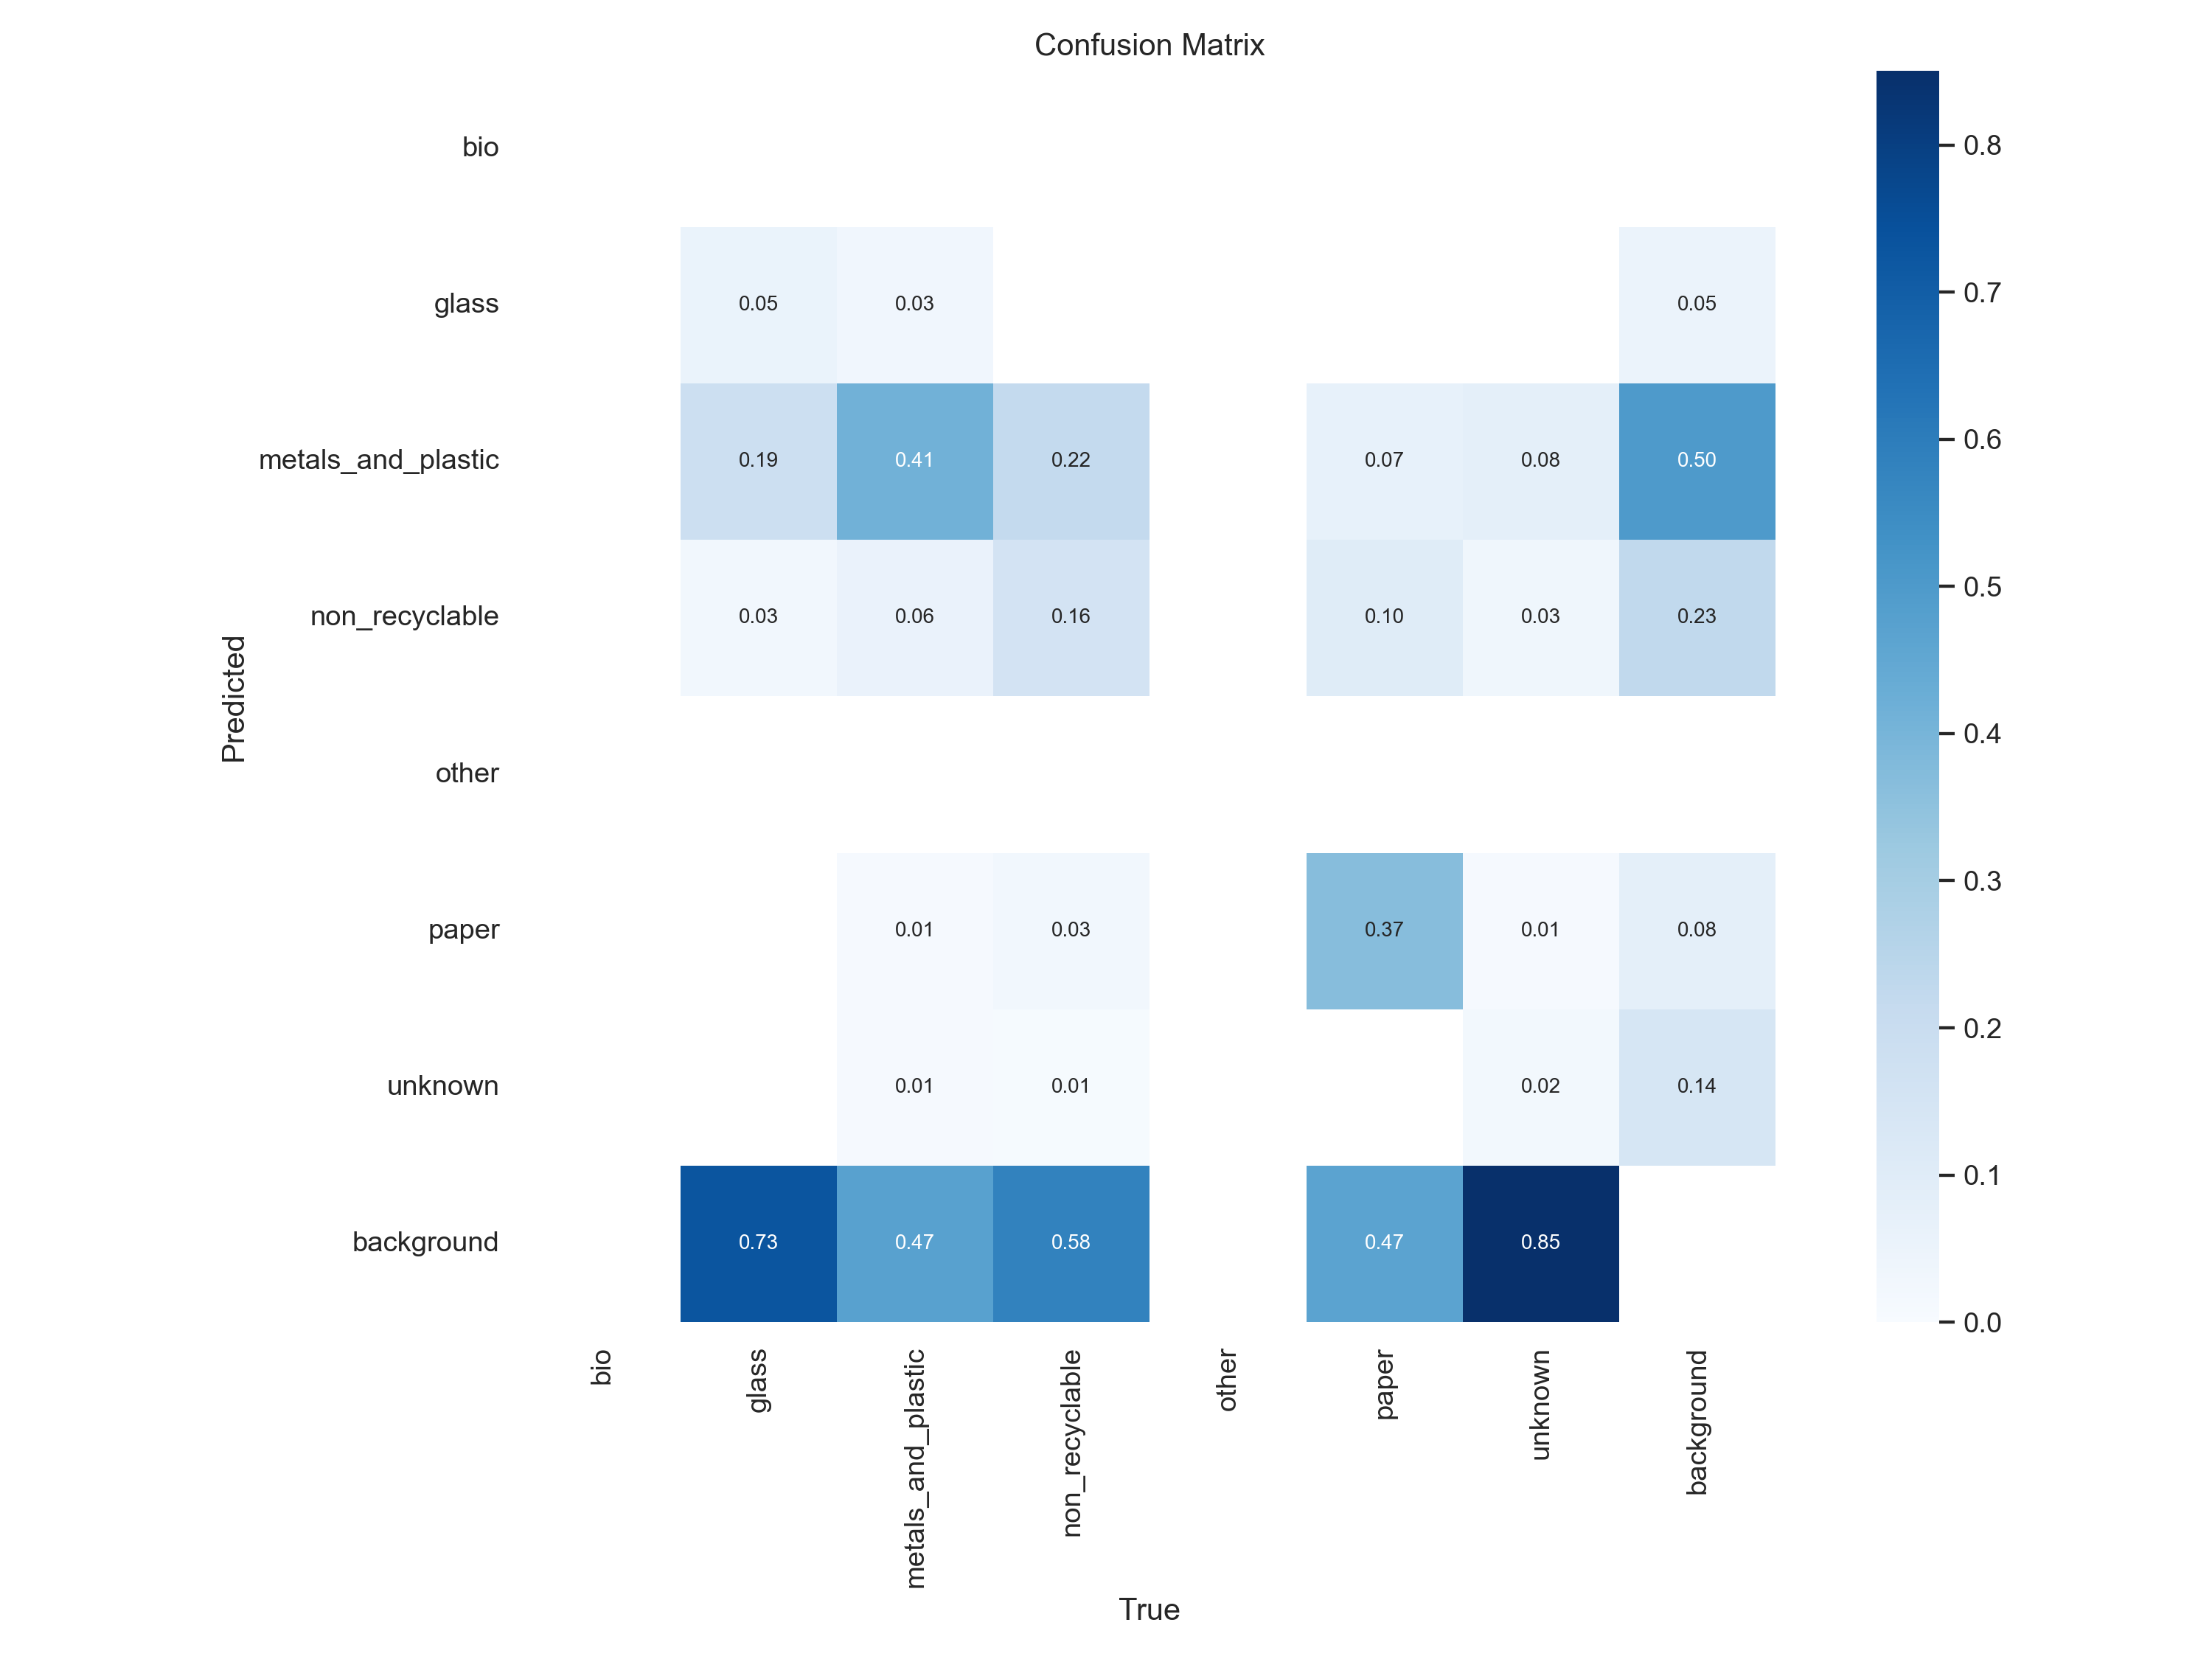 Confusion Matrix
bio
glass 0.05 0.03 0.05
metals_and_plastic 0.19 0.41 0.22 0.07 0.08 0.50
non_recyclable 0.03 0.06 0.16 0.10 0.03 0.23
other
paper 0.01 0.03 0.37 0.01 0.08
unknown 0.01 0.01 0.02 0.14
background 0.73 0.47 0.58 0.47 0.85
Predicted
bio
glass
metals_and_plastic
non_recyclable
other
paper
unknown
background
True
0.8
0.7
0.6
0.5
0.4
0.3
0.2
0.1
0.0